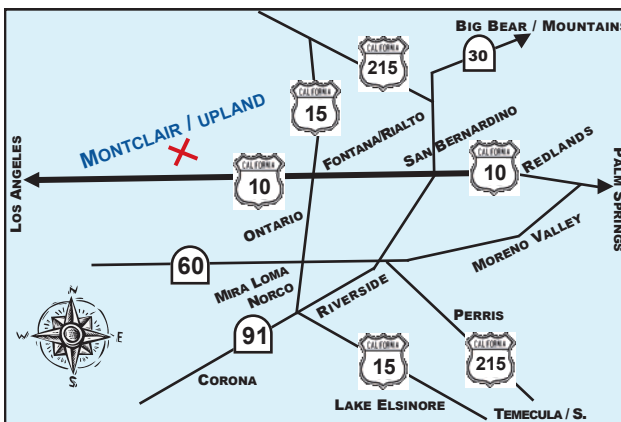 BIG BEAR / MOUNTAINS
CALIFORNIA
215
30
CALIFORNIA
15
MONTCLAIR / UPLAND
FONTANA/RIALTO
SAN BERNARDINO
REDLANDS
LOS ANGELES
CALIFORNIA
10
CALIFORNIA
10
PALM SPRINGS
ONTARIO
MORENO VALLEY
60
MIRA LOMA
NORCO
RIVERSIDE
N
W
E
S.
91
PERRIS
CALIFORNIA
15
CALIFORNIA
215
CORONA
LAKE ELSINORE
TEMECULA / S.